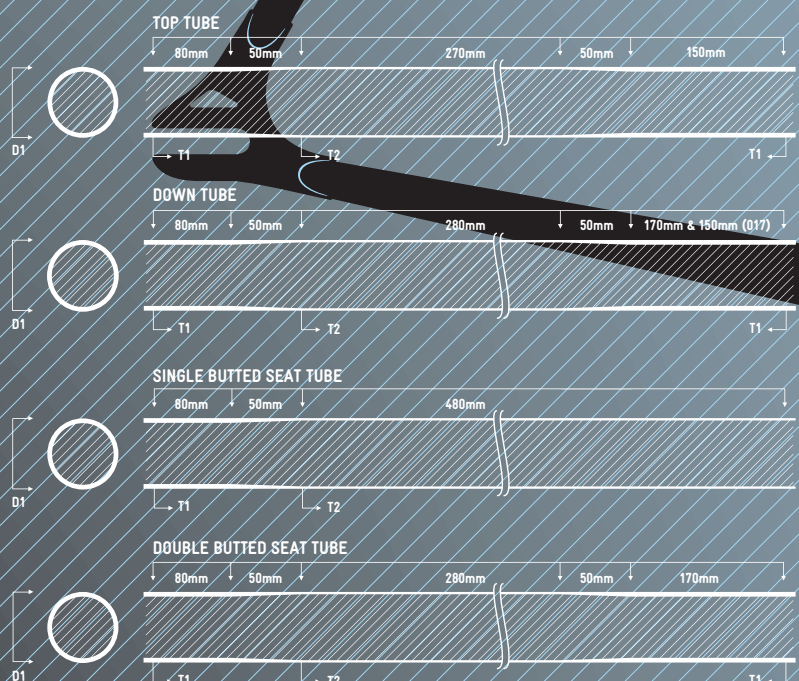 TOP TUBE
80mm 50mm 270mm 50mm 150mm
D1 T1 T2 T1
DOWN TUBE
80mm 50mm 280mm 50mm 170mm & 150mm (017)
D1 T1 T2 T1
SINGLE BUTTED SEAT TUBE
80mm 50mm 480mm
D1 T1 T2
DOUBLE BUTTED SEAT TUBE
80mm 50mm 280mm 50mm 170mm
D1 T1 T2 T1